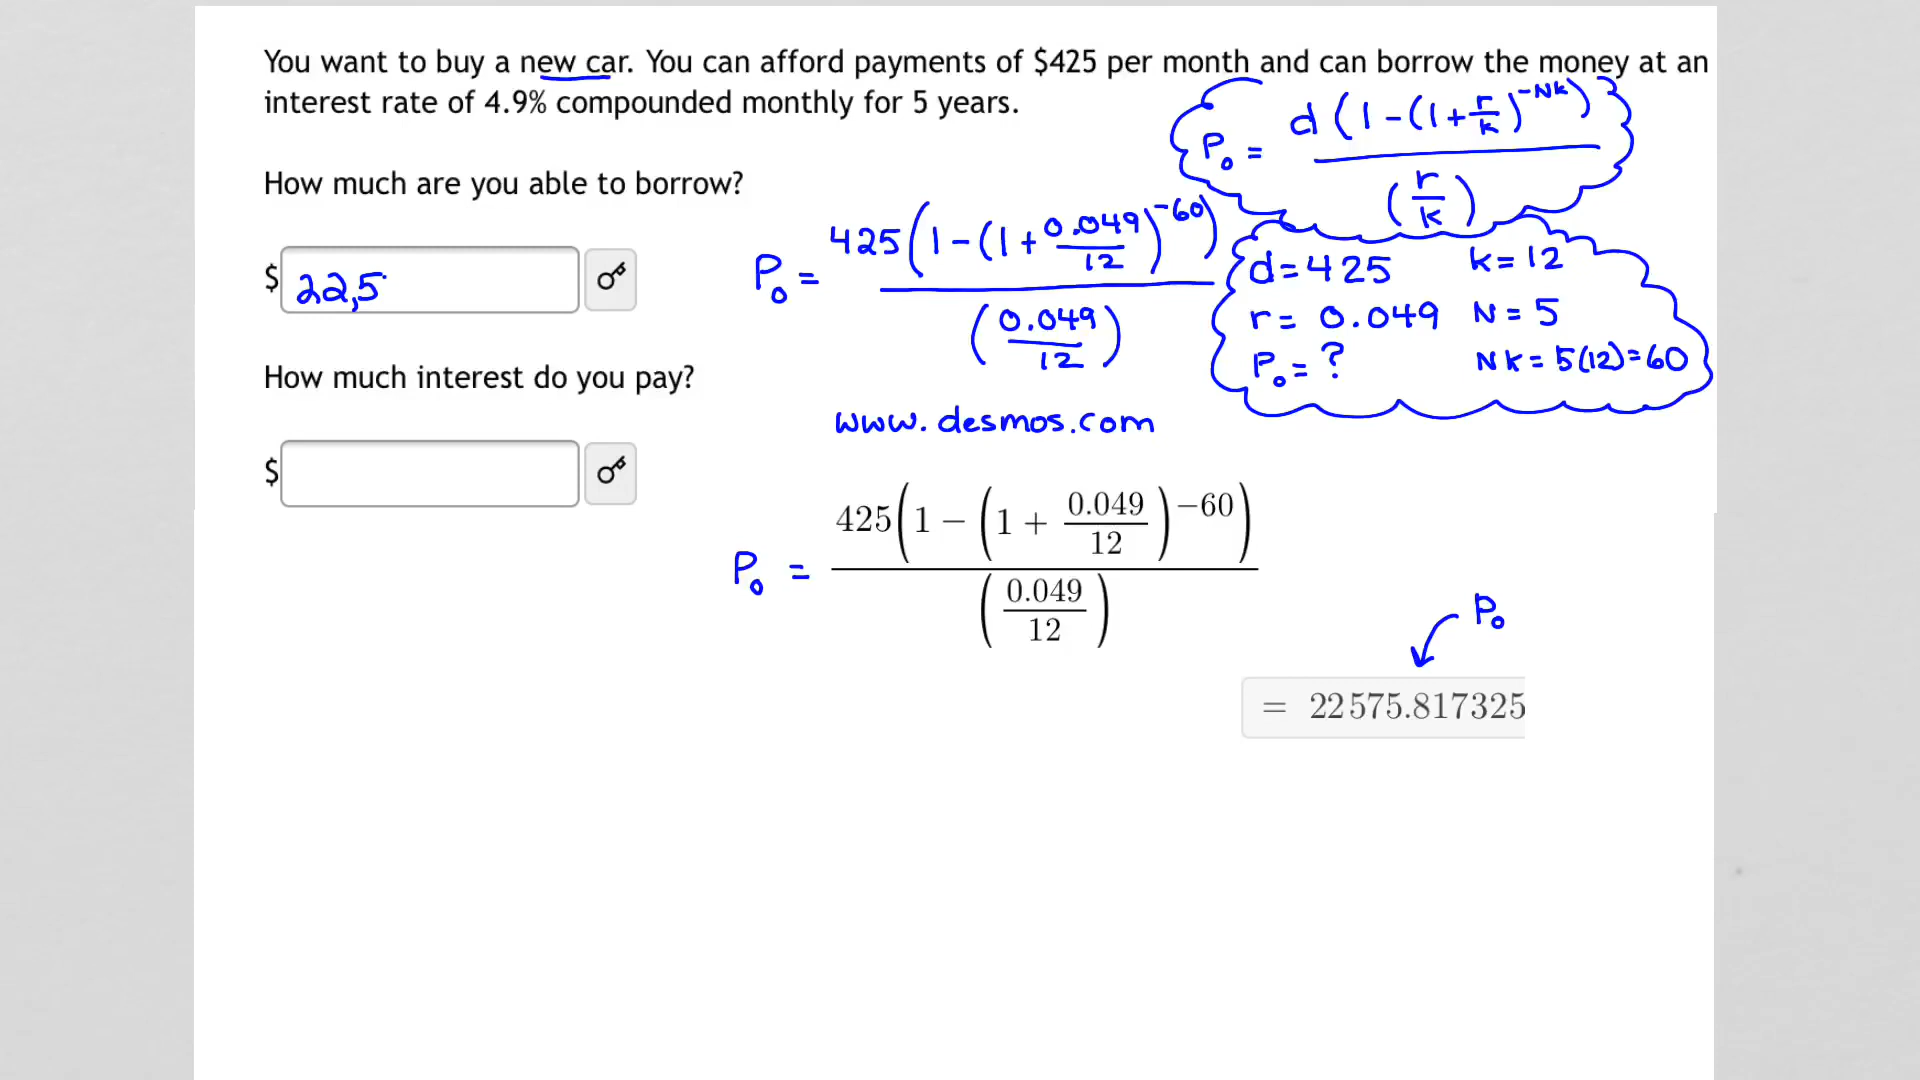 You want to buy a new car. You can afford payments of $425 per month and can borrow the money at an
interest rate of 4.9% compounded monthly for 5 years.
P₀ = d(1-(1+r/k)^-Nk) / (r/k)
How much are you able to borrow?
$ 22,5
P₀ = 425(1-(1+0.049/12)^-60) / (0.049/12)
d=425 k=12
r= 0.049 N=5
P₀=? Nk=5(12)=60
How much interest do you pay?
$
www.desmos.com
P₀ = 425(1-(1+0.049/12)^-60) / (0.049/12)
P₀
= 22575.817325